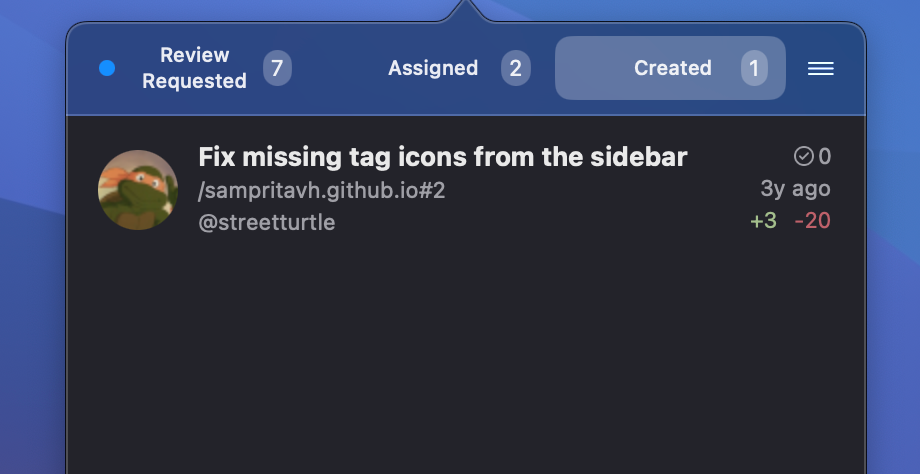 Review
Requested 7 Assigned 2 Created 1
Fix missing tag icons from the sidebar 0
/sampritavh.github.io#2 3y ago
@streetturtle +3 -20